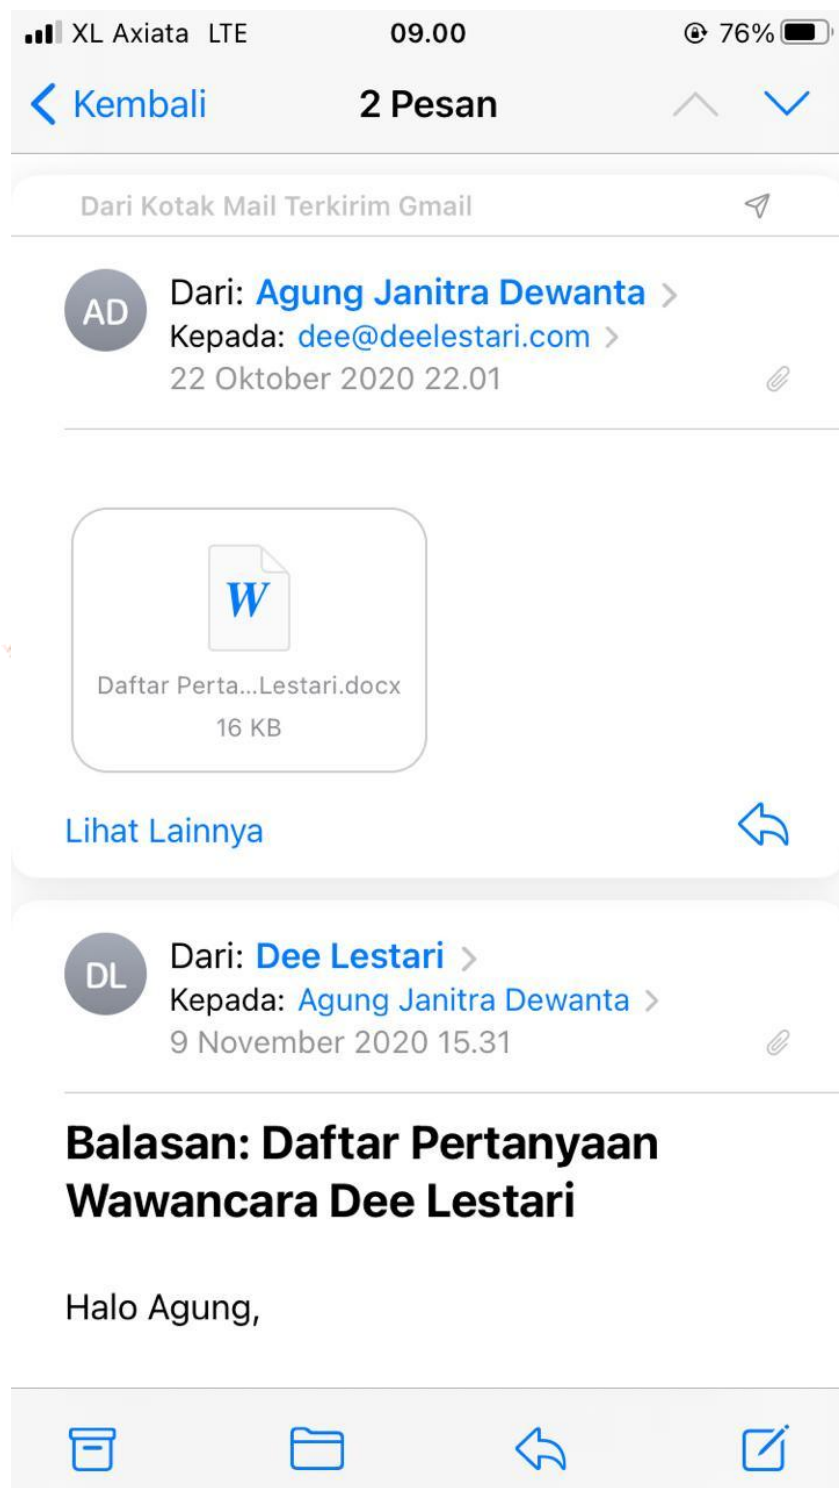 XL Axiata LTE 09.00 76%
Kembali 2 Pesan
Dari Kotak Mail Terkirim Gmail
AD
Dari: Agung Janitra Dewanta
Kepada: dee@deelestari.com
22 Oktober 2020 22.01
W
Daftar Perta...Lestari.docx
16 KB
Lihat Lainnya
DL
Dari: Dee Lestari
Kepada: Agung Janitra Dewanta
9 November 2020 15.31
Balasan: Daftar Pertanyaan
Wawancara Dee Lestari
Halo Agung,